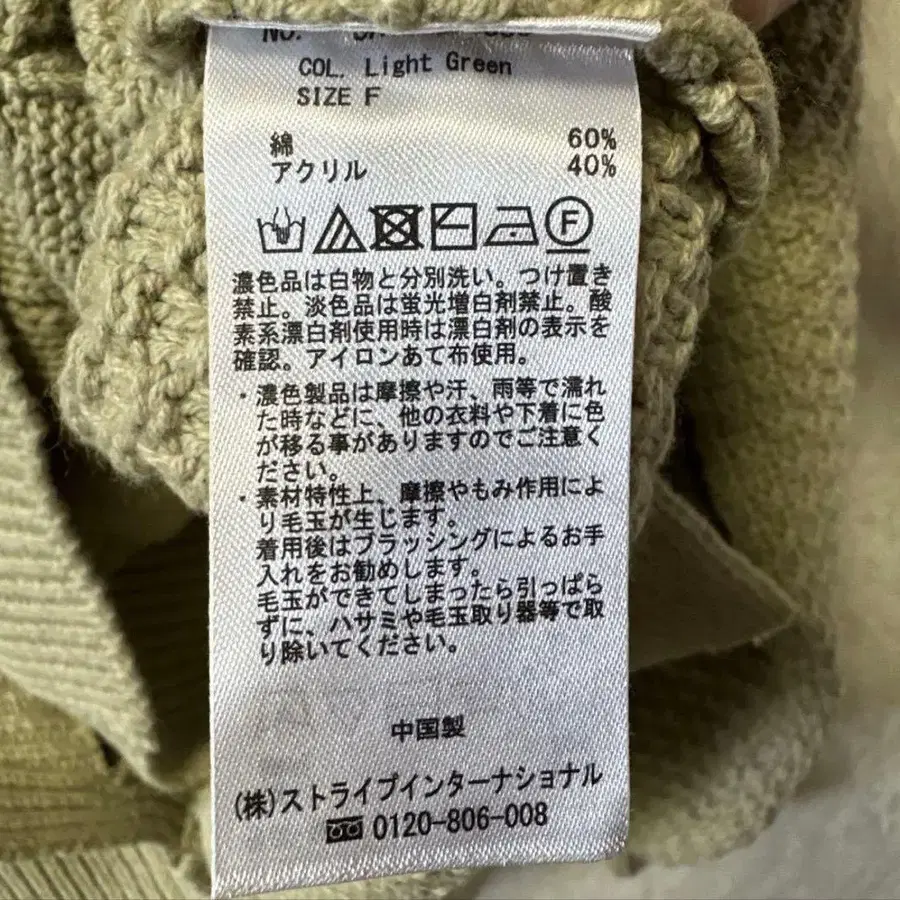 NO.
COL. Light Green
SIZE F
綿 60%
アクリル 40%
F
濃色品は白物と分別洗い。つけ置き
禁止。淡色品は蛍光増白剤禁止。酸
素系漂白剤使用時は漂白剤の表示を
確認。アイロンあて布使用。
・濃色製品は摩擦や汗、雨等で濡れ
た時などに、他の衣料や下着に色
が移る事がありますのでご注意く
ださい。
・素材特性上、摩擦やもみ作用によ
り毛玉が生じます。
着用後はブラッシングによるお手
入れをお勧めします。
毛玉ができてしまったら引っぱら
ずに、ハサミや毛玉取り器等で取
り除いてください。
中国製
(株)ストライプインターナショナル
0120-806-008